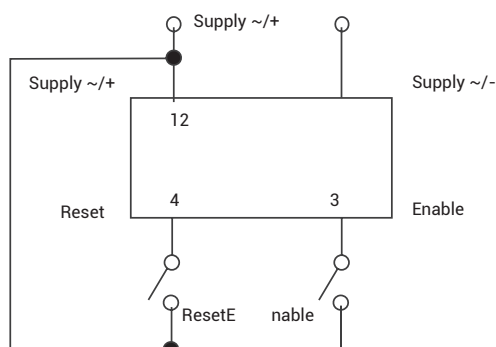 Supply ~/+
Supply ~/+
Supply ~/-
12
4
3
Reset
Enable
ResetE
nable